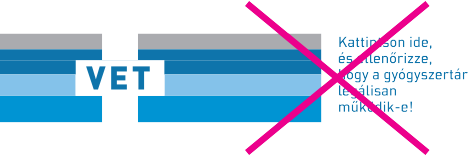 VET
Kattintson ide,
és ellenőrizze,
hogy a gyógyszertár
legálisan
működik-e!